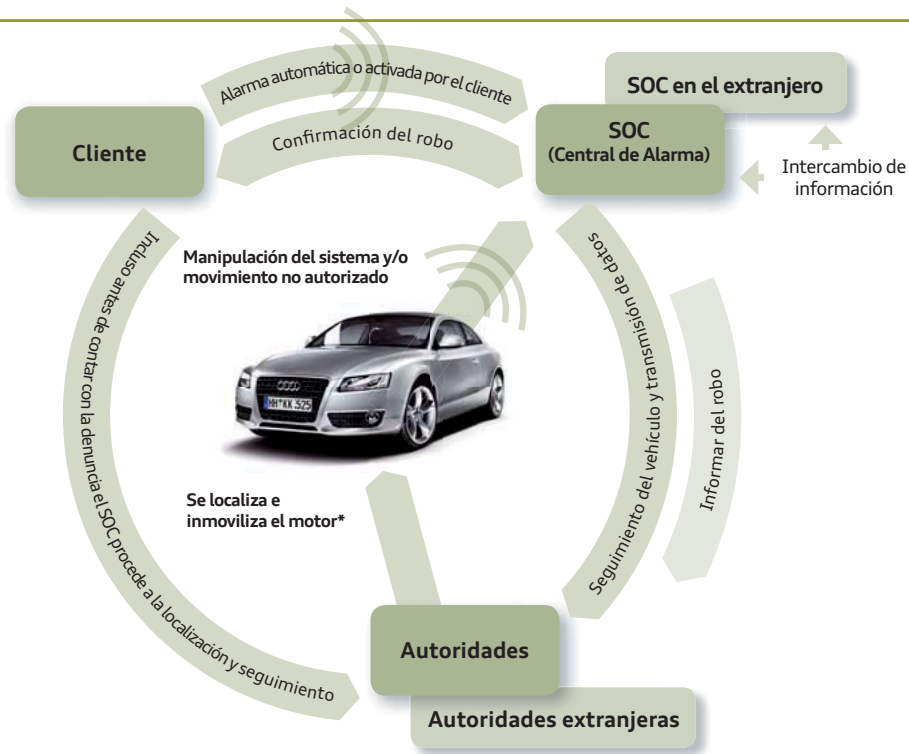 Alarma automática o activada por el cliente
SOC en el extranjero
Cliente
Confirmación del robo
SOC
(Central de Alarma)
Intercambio de
información
Manipulación del sistema y/o
movimiento no autorizado
Incluso antes de contar con la denuncia el SOC procede a la localización y seguimiento
Seguimiento del vehículo y transmisión de datos
Informar del robo
HH KK 525
Se localiza e
inmoviliza el motor*
Autoridades
Autoridades extranjeras